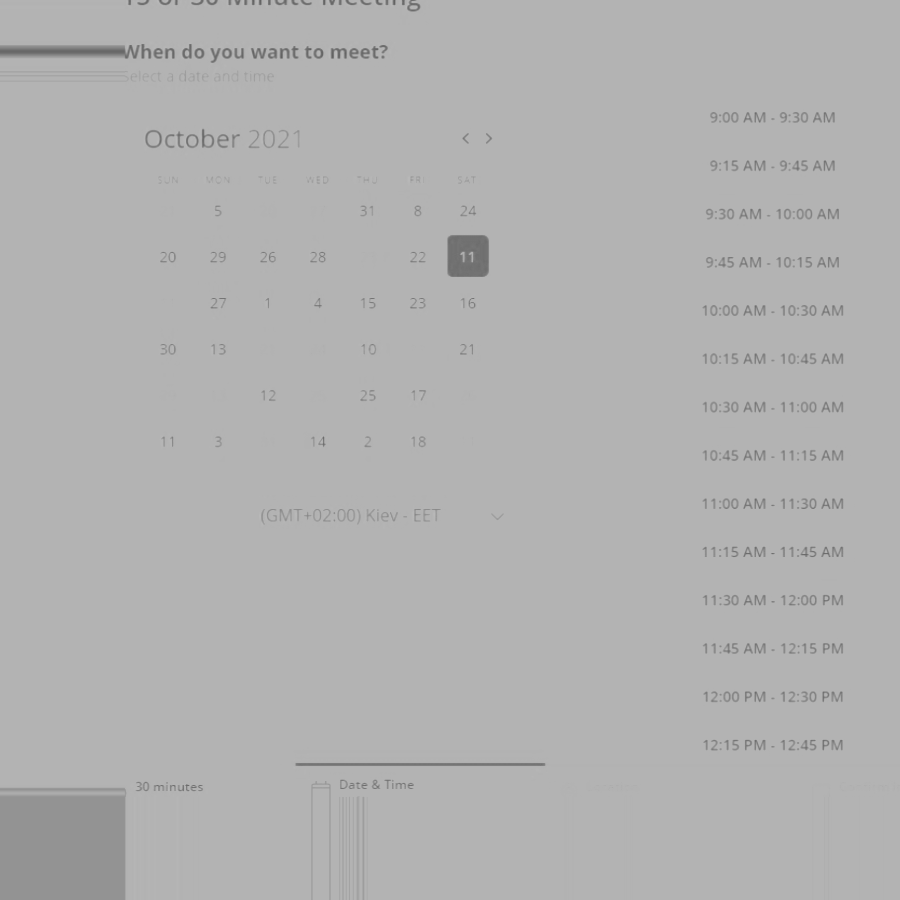 When do you want to meet?
Select a date and time
October 2021
SUN MON TUE WED THU FRI SAT
5 31 8 24
20 29 26 28 22 11
27 1 4 15 23 16
30 13 10 21
12 25 17
11 3 14 2 18
(GMT+02:00) Kiev - EET
9:00 AM - 9:30 AM
9:15 AM - 9:45 AM
9:30 AM - 10:00 AM
9:45 AM - 10:15 AM
10:00 AM - 10:30 AM
10:15 AM - 10:45 AM
10:30 AM - 11:00 AM
10:45 AM - 11:15 AM
11:00 AM - 11:30 AM
11:15 AM - 11:45 AM
11:30 AM - 12:00 PM
11:45 AM - 12:15 PM
12:00 PM - 12:30 PM
12:15 PM - 12:45 PM
30 minutes
Date & Time